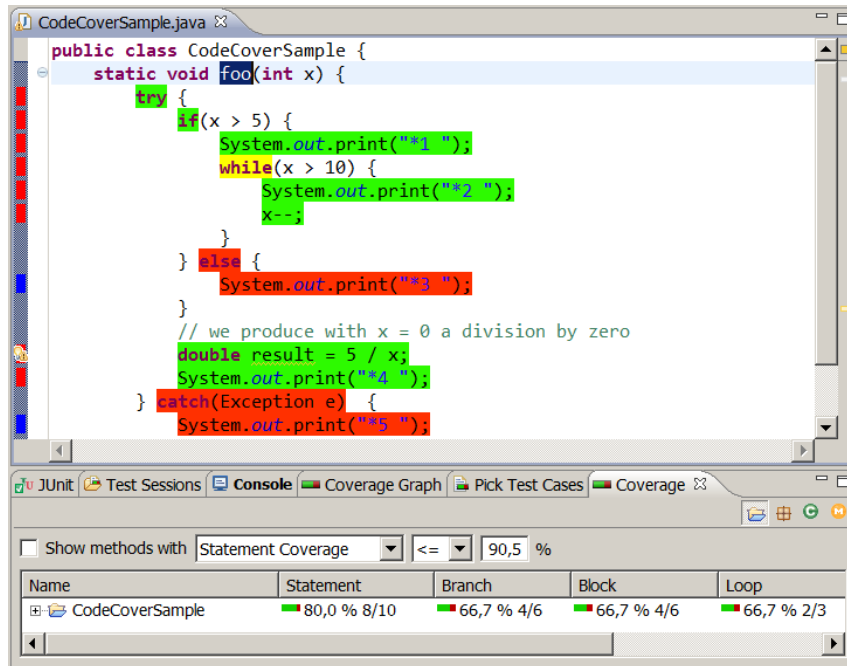 CodeCoverSample.java
public class CodeCoverSample {
static void foo(int x) {
try {
if(x > 5) {
System.out.print("*1 ");
while(x > 10) {
System.out.print("*2 ");
x--;
}
} else {
System.out.print("*3 ");
}
// we produce with x = 0 a division by zero
double result = 5 / x;
System.out.print("*4 ");
} catch(Exception e) {
System.out.print("*5 ");
JUnit Test Sessions Console Coverage Graph Pick Test Cases Coverage
Show methods with Statement Coverage <= 90,5 %
Name Statement Branch Block Loop
CodeCoverSample 80,0 % 8/10 66,7 % 4/6 66,7 % 4/6 66,7 % 2/3